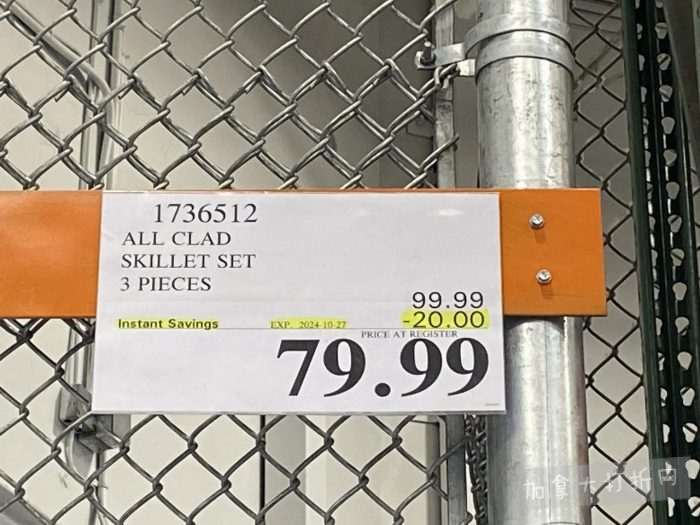 1736512
ALL CLAD
SKILLET SET
3 PIECES
99.99
Instant Savings EXP. 2024-10-27 -20.00
PRICE AT REGISTER
79.99
加拿大打折网